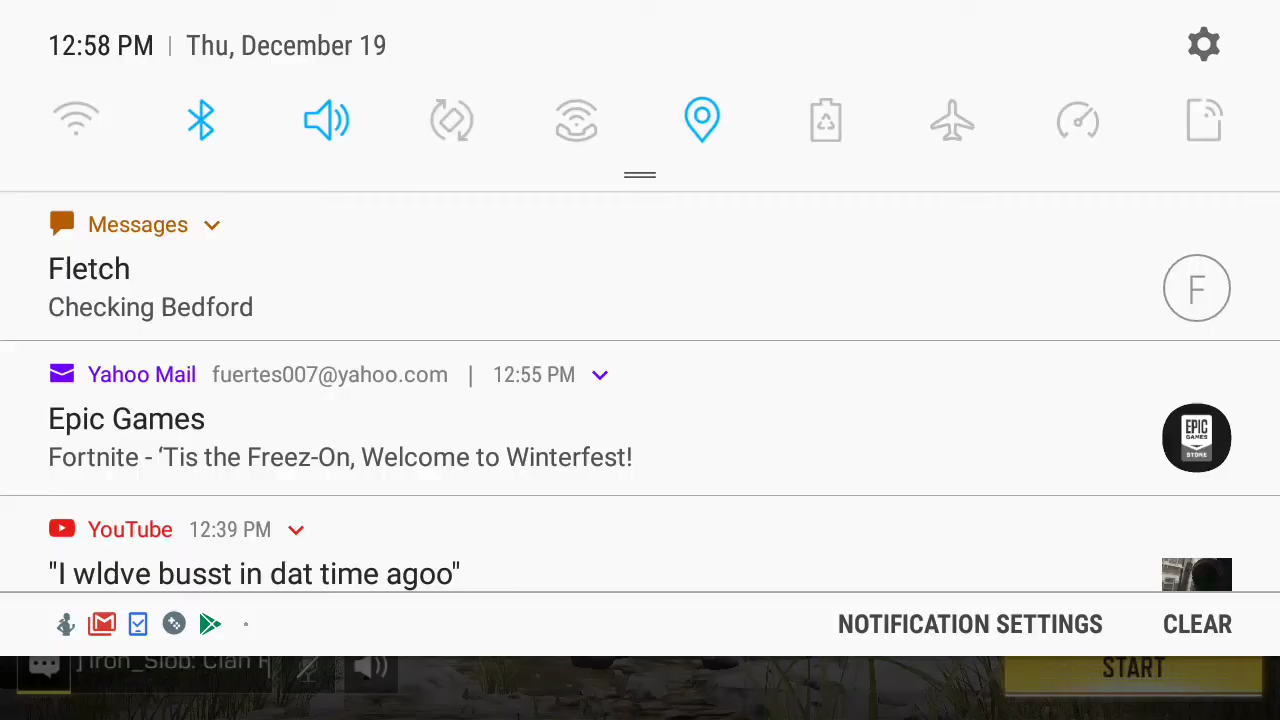 12:58 PM | Thu, December 19
Messages
Fletch
Checking Bedford
F
Yahoo Mail fuertes007@yahoo.com | 12:55 PM
Epic Games
Fortnite - ‘Tis the Freez-On, Welcome to Winterfest!
EPIC
GAMES
STORE
YouTube 12:39 PM
"I wldve busst in dat time agoo"
NOTIFICATION SETTINGS CLEAR
] Iron_Slob: Clan
START